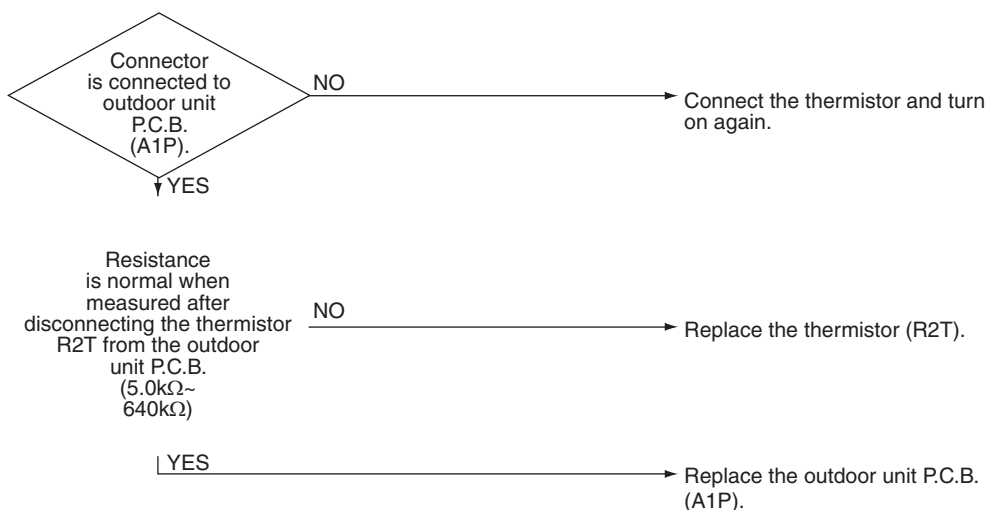 Connector
is connected to
outdoor unit
P.C.B.
(A1P).
NO
Connect the thermistor and turn
on again.
YES
Resistance
is normal when
measured after
disconnecting the thermistor
R2T from the outdoor
unit P.C.B.
(5.0kΩ~
640kΩ)
NO
Replace the thermistor (R2T).
YES
Replace the outdoor unit P.C.B.
(A1P).